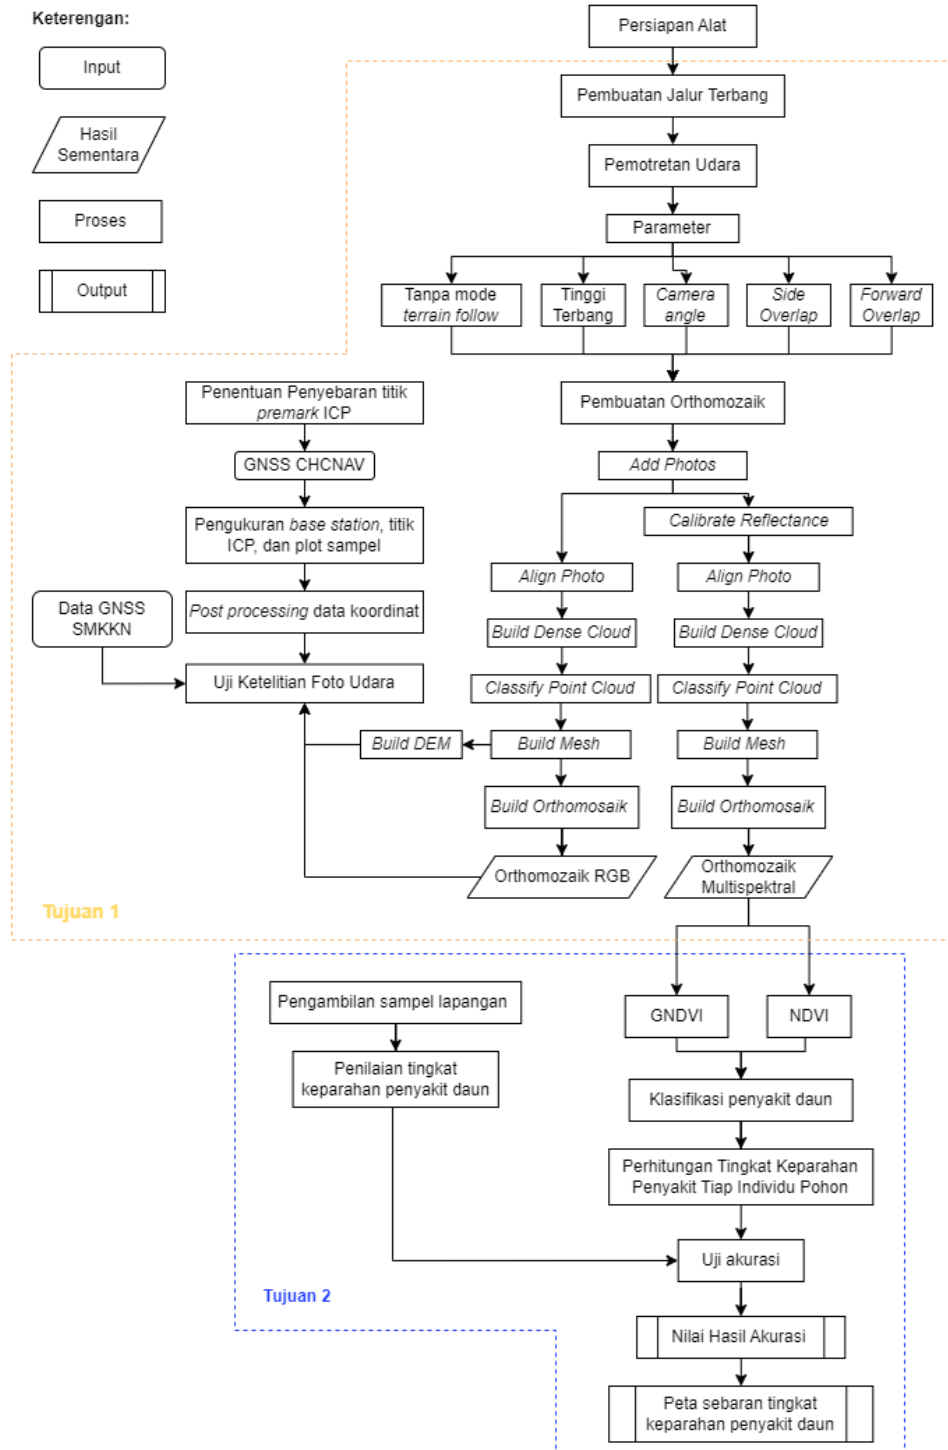 Keterengan:
Input
Hasil
Sementara
Proses
Output
Persiapan Alat
Pembuatan Jalur Terbang
Pemotretan Udara
Parameter
Tanpa mode
terrain follow
Tinggi
Terbang
Camera
angle
Side
Overlap
Forward
Overlap
Penentuan Penyebaran titik
premark ICP
GNSS CHCNAV
Pengukuran base station, titik
ICP, dan plot sampel
Data GNSS
SMKKN
Post processing data koordinat
Uji Ketelitian Foto Udara
Pembuatan Orthomozaik
Add Photos
Calibrate Reflectance
Align Photo
Align Photo
Build Dense Cloud
Build Dense Cloud
Classify Point Cloud
Classify Point Cloud
Build DEM
Build Mesh
Build Mesh
Build Orthomosaik
Build Orthomosaik
Orthomozaik RGB
Orthomozaik
Multispektral
Tujuan 1
Pengambilan sampel lapangan
Penilaian tingkat
keparahan penyakit daun
GNDVI
NDVI
Klasifikasi penyakit daun
Perhitungan Tingkat Keparahan
Penyakit Tiap Individu Pohon
Uji akurasi
Tujuan 2
Nilai Hasil Akurasi
Peta sebaran tingkat
keparahan penyakit daun